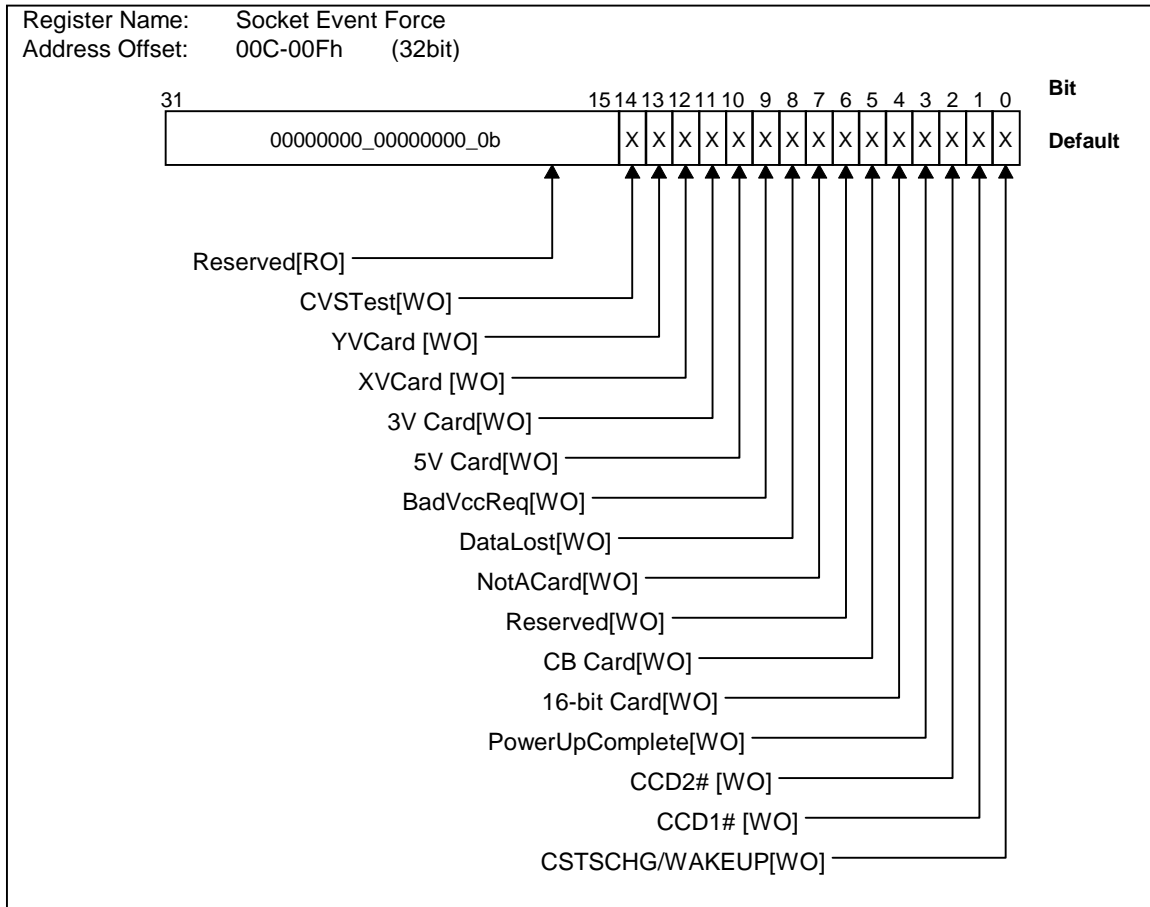 Register Name: Socket Event Force
Address Offset: 00C-00Fh (32bit)
Bit
31 15 14 13 12 11 10 9 8 7 6 5 4 3 2 1 0
00000000_00000000_0b X X X X X X X X X X X X X X X Default
Reserved[RO]
CVSTest[WO]
YVCard [WO]
XVCard [WO]
3V Card[WO]
5V Card[WO]
BadVccReq[WO]
DataLost[WO]
NotACard[WO]
Reserved[WO]
CB Card[WO]
16-bit Card[WO]
PowerUpComplete[WO]
CCD2# [WO]
CCD1# [WO]
CSTSCHG/WAKEUP[WO]